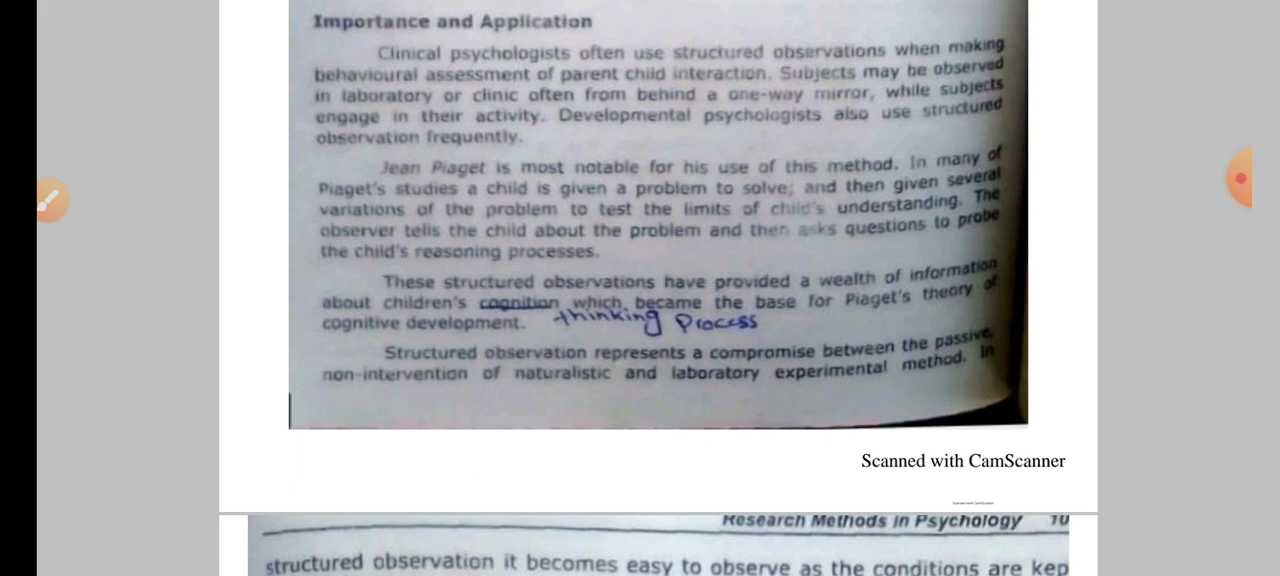 Importance and Application
Clinical psychologists often use structured observations when making
behavioural assessment of parent child interaction. Subjects may be observed
in laboratory or clinic often from behind a one-way mirror, while subjects
engage in their activity. Developmental psychologists also use structured
observation frequently.
Jean Piaget is most notable for his use of this method. In many of
Piaget's studies a child is given a problem to solve; and then given several
variations of the problem to test the limits of child's understanding. The
observer tells the child about the problem and then asks questions to probe
the child's reasoning processes.
These structured observations have provided a wealth of information
about children's cognition which became the base for Piaget's theory of
cognitive development. thinking Process
Structured observation represents a compromise between the passive,
non-intervention of naturalistic and laboratory experimental method. In
Scanned with CamScanner
Scanned with CamScanner
Research Methods in Psychology 10
structured observation it becomes easy to observe as the conditions are kep